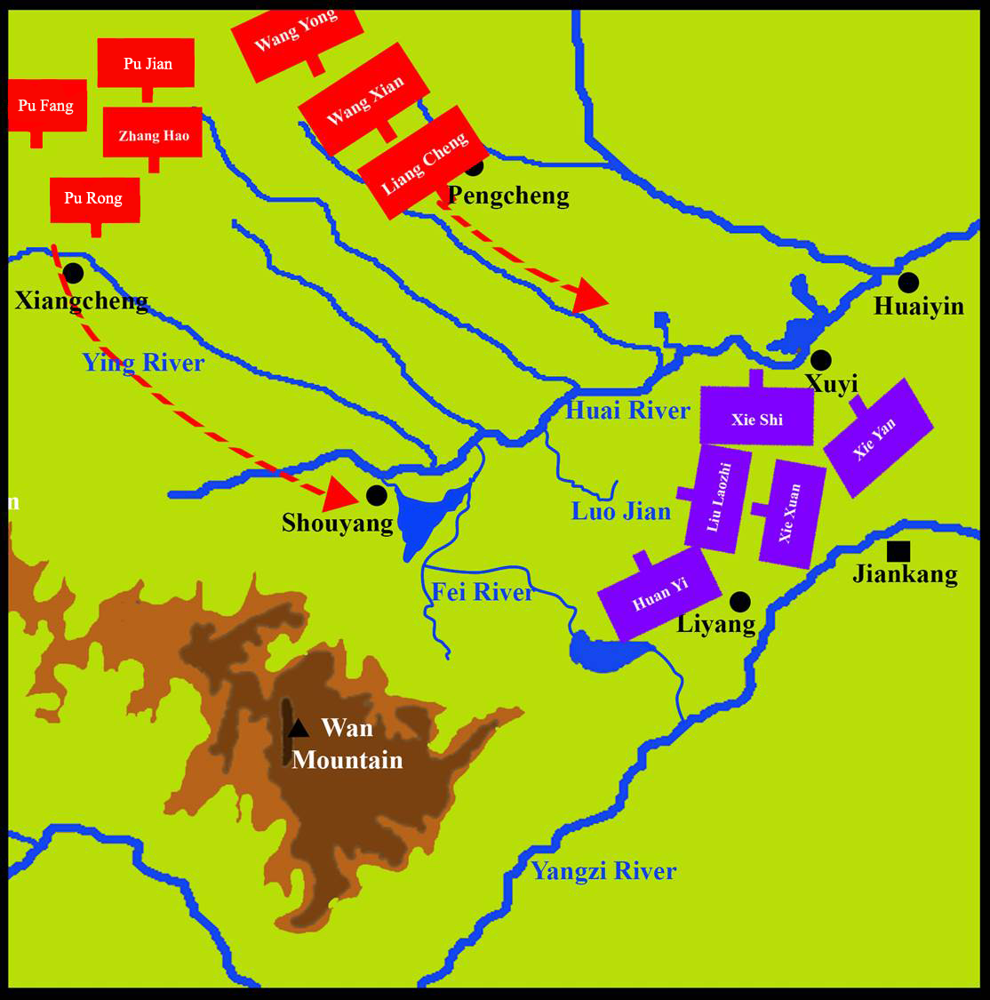 Wang Yong
Pu Jian
Pu Fang
Wang Xian
Zhang Hao
Liang Cheng
Pu Rong
Pengcheng
Xiangcheng
Huaiyin
Ying River
Xuyi
Huai River
Xie Shi
Xie Yan
Liu Laozhi
Xie Xuan
Luo Jian
Shouyang
Jiankang
Fei River
Huan Yi
Liyang
Wan
Mountain
Yangzi River